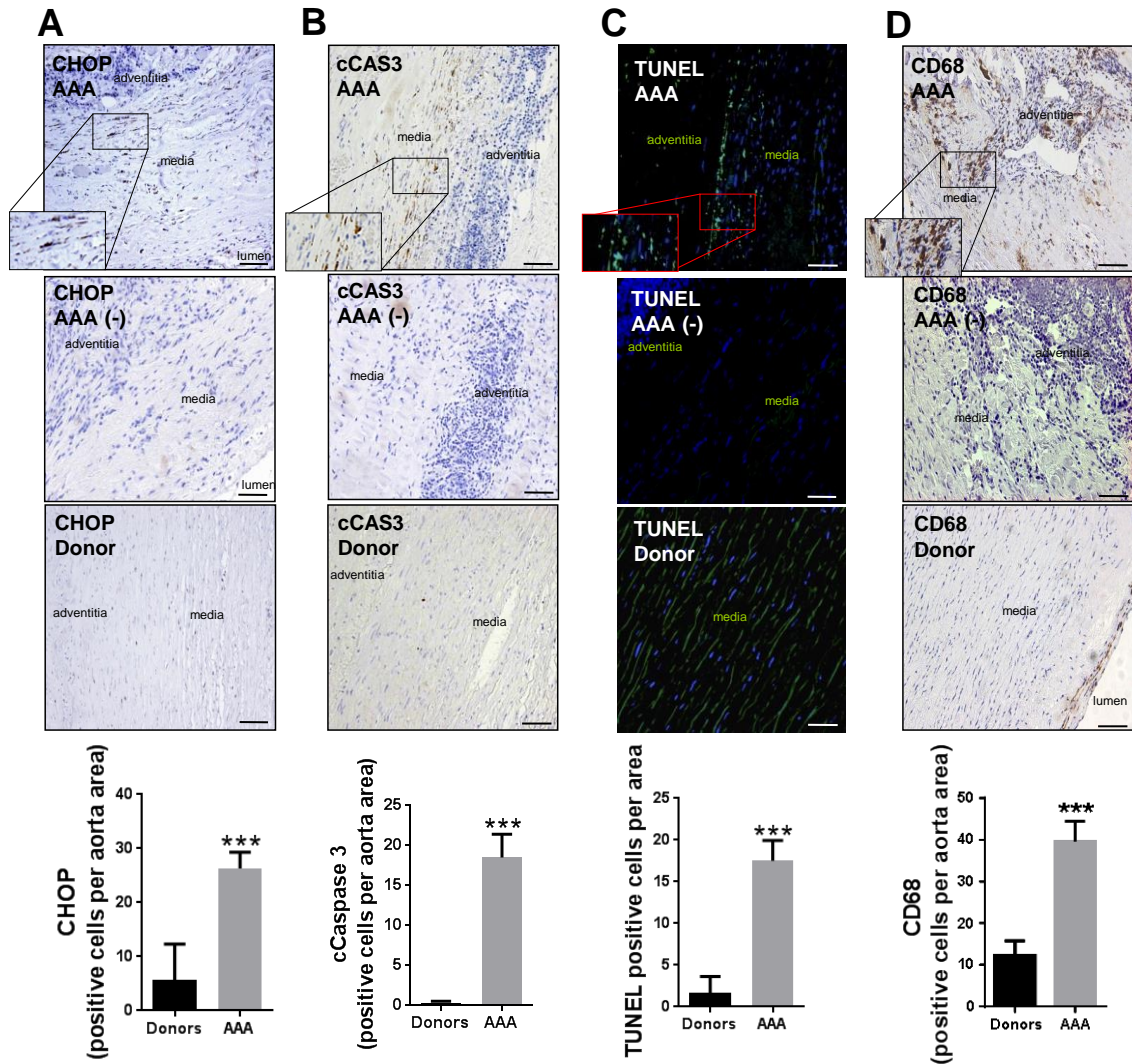 A
CHOP
AAA
adventitia
media
lumen
CHOP
AAA (-)
adventitia
media
lumen
CHOP
Donor
adventitia
media
CHOP
(positive cells per aorta area)
40
30
20
10
0
***
Donors
AAA
B
cCAS3
AAA
media
adventitia
cCAS3
AAA (-)
media
adventitia
cCAS3
Donor
adventitia
media
cCaspase 3
(positive cells per aorta area)
25
20
15
10
5
0
***
Donors
AAA
C
TUNEL
AAA
adventitia
media
TUNEL
AAA (-)
adventitia
media
TUNEL
Donor
media
TUNEL positive cells per area
25
20
15
10
5
0
***
Donors
AAA
D
CD68
AAA
adventitia
media
CD68
AAA (-)
adventitia
media
CD68
Donor
media
lumen
CD68
(positive cells per aorta area)
50
40
30
20
10
0
***
Donors
AAA